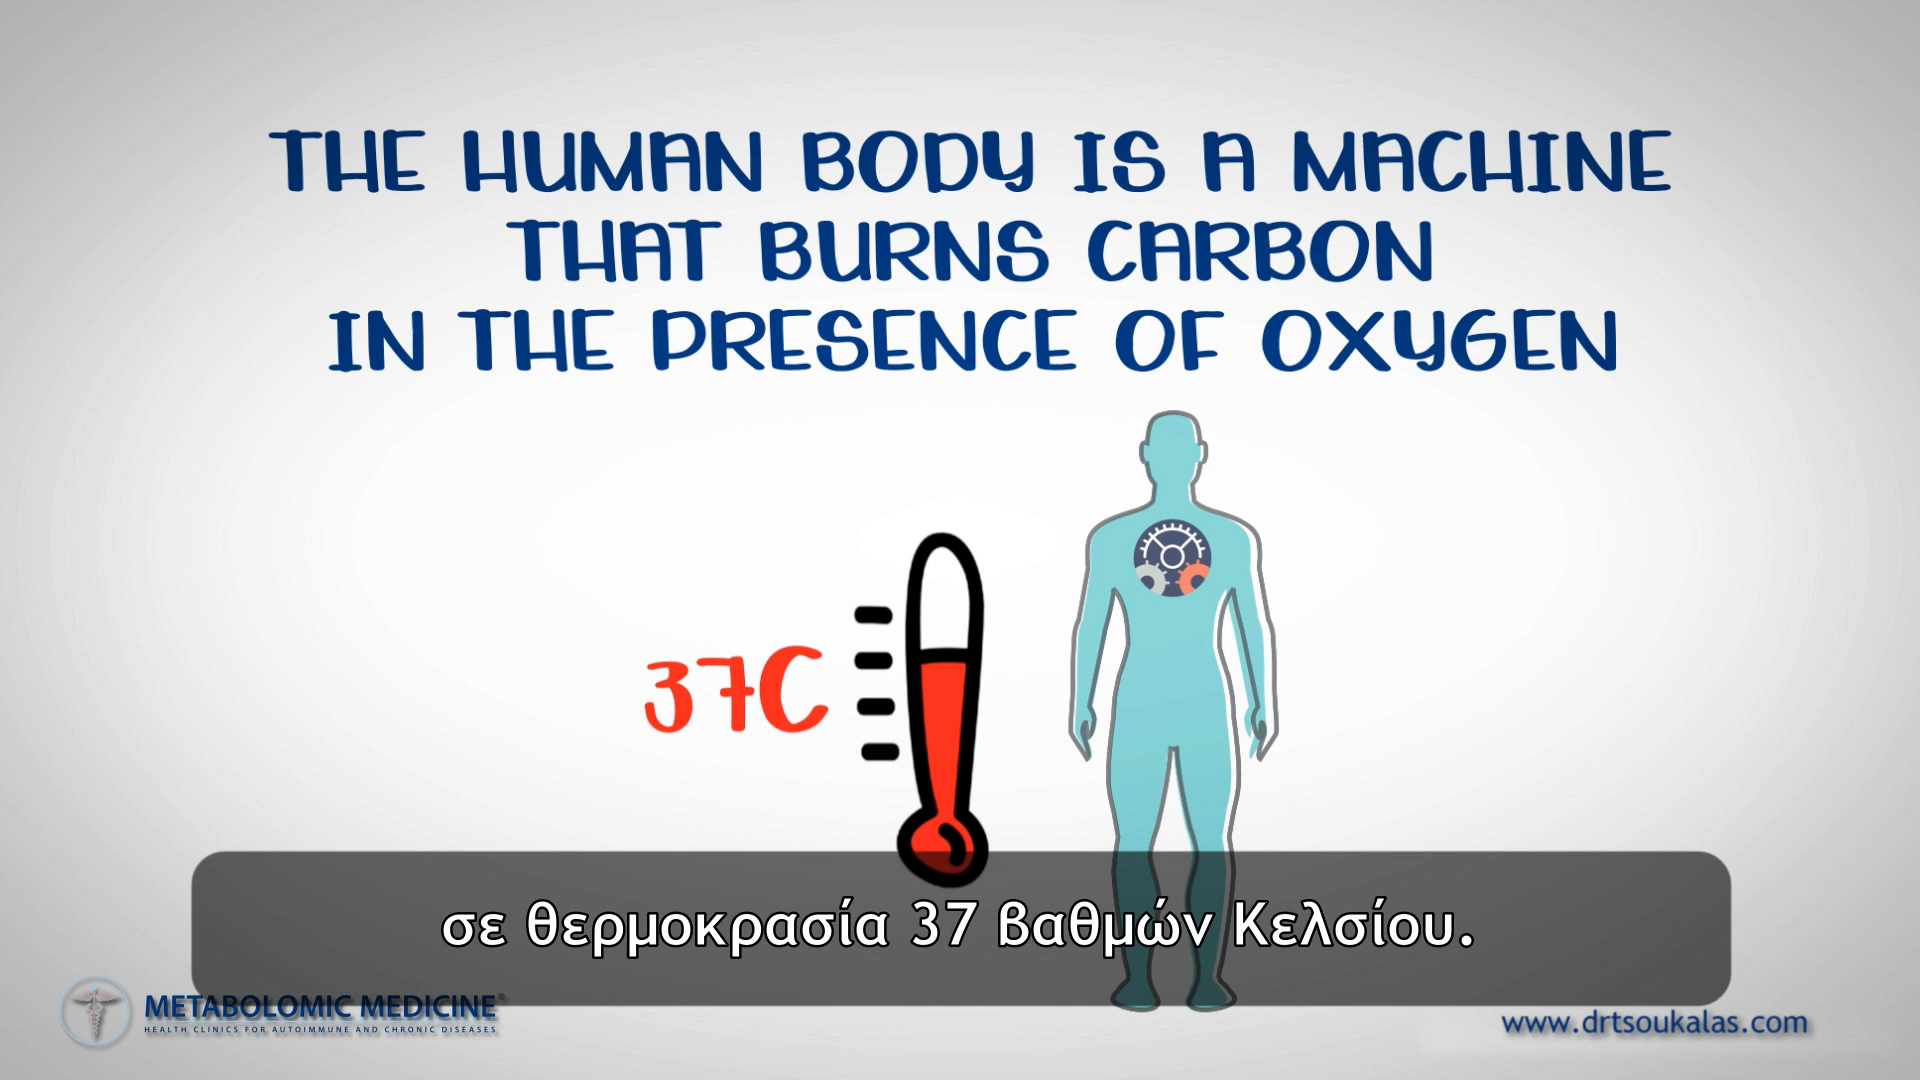 THE HUMAN BODY IS A MACHINE
THAT BURNS CARBON
IN THE PRESENCE OF OXYGEN
37C
σε θερμοκρασία 37 βαθμών Κελσίου.
METABOLOMIC MEDICINE®
HEALTH CLINICS FOR AUTOIMMUNE AND CHRONIC DISEASES
www.drtsoukalas.com